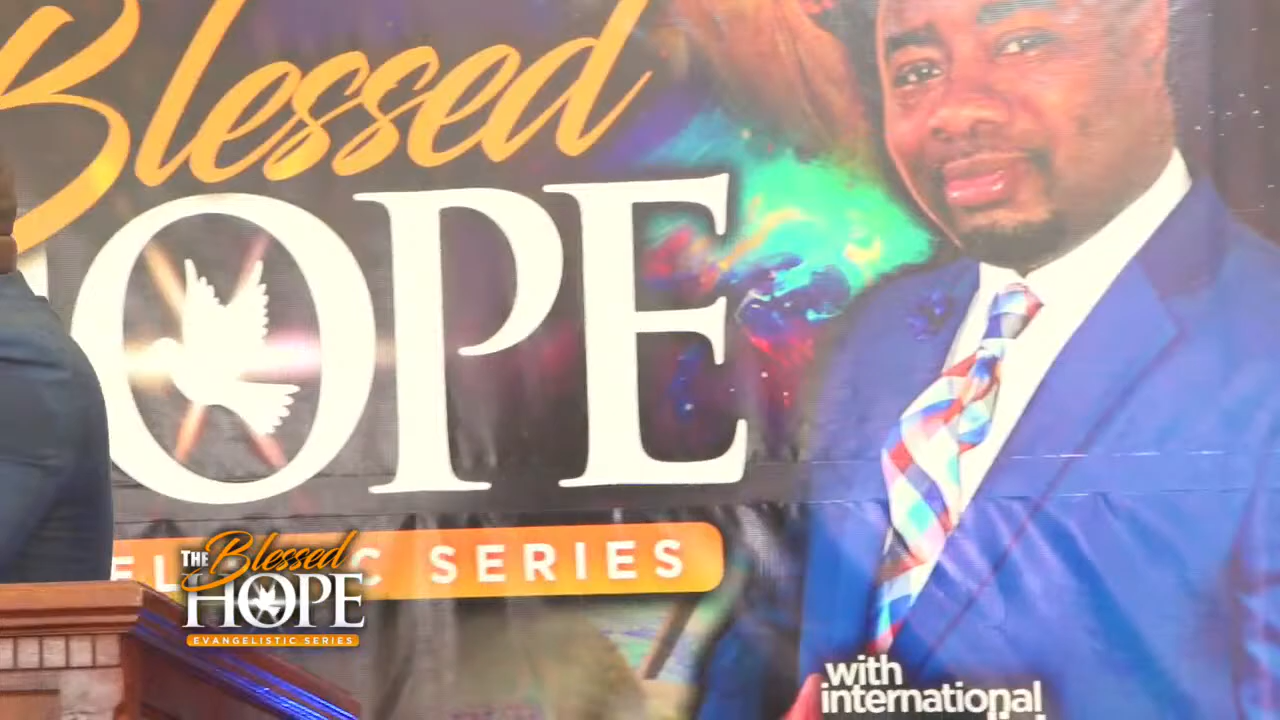 Blessed
HOPE
SERIES
with
international
THE Blessed
HOPE
EVANGELISTIC SERIES